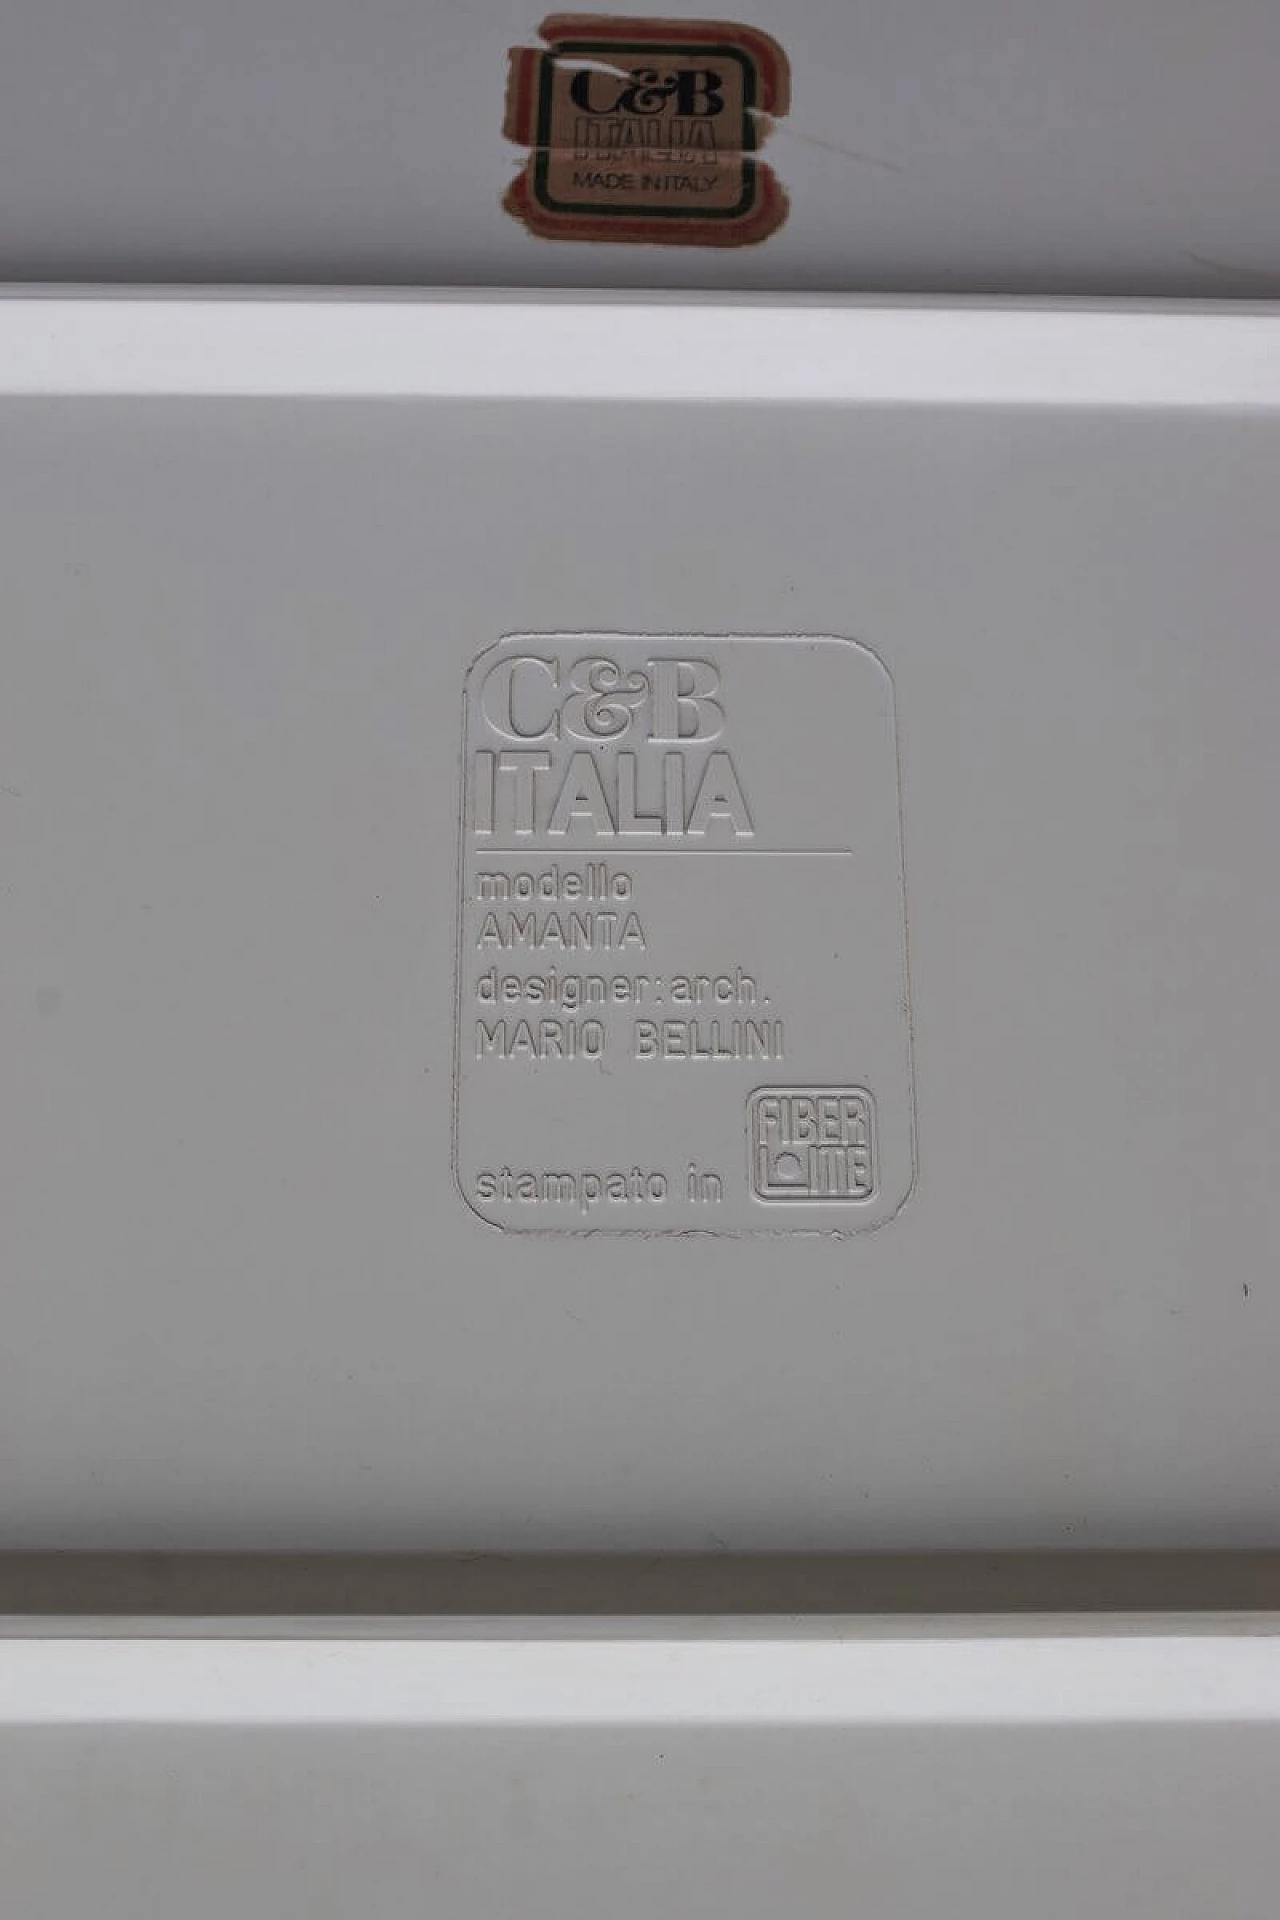 C&B
ITALIA
MADE IN ITALY
C&B
ITALIA
modello
AMANTA
designer: arch.
MARIO BELLINI
FIBER
LITE
stampato in